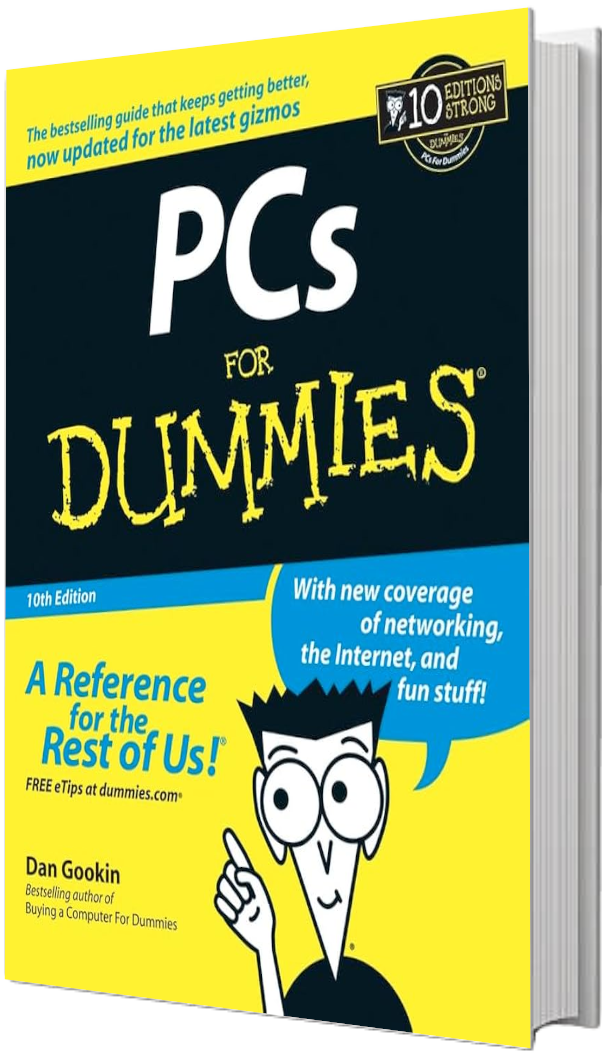 The bestselling guide that keeps getting better,
now updated for the latest gizmos
10 EDITIONS
STRONG
DUMMIES
PCs For Dummies
PCs
FOR
DUMMIES®
10th Edition
With new coverage
of networking,
the Internet, and
fun stuff!
A Reference
for the
Rest of Us!®
FREE eTips at dummies.com®
Dan Gookin
Bestselling author of
Buying a Computer For Dummies
®